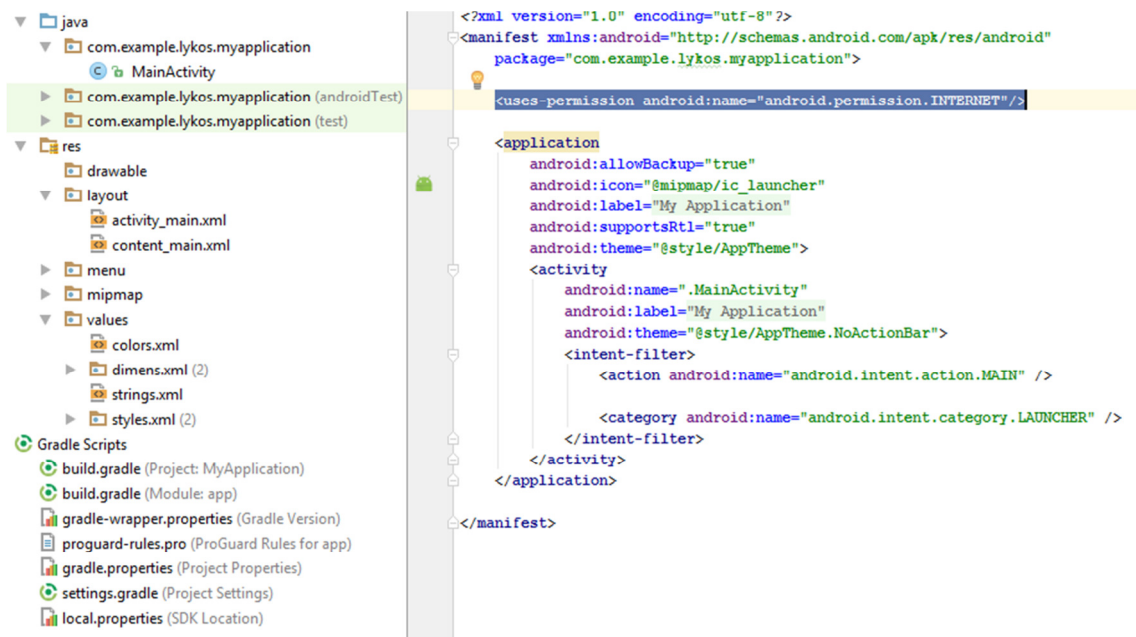 java
com.example.lykos.myapplication
MainActivity
com.example.lykos.myapplication (androidTest)
com.example.lykos.myapplication (test)
res
drawable
layout
activity_main.xml
content_main.xml
menu
mipmap
values
colors.xml
dimens.xml (2)
strings.xml
styles.xml (2)
Gradle Scripts
build.gradle (Project: MyApplication)
build.gradle (Module: app)
gradle-wrapper.properties (Gradle Version)
proguard-rules.pro (ProGuard Rules for app)
gradle.properties (Project Properties)
settings.gradle (Project Settings)
local.properties (SDK Location)
<?xml version="1.0" encoding="utf-8"?>
<manifest xmlns:android="http://schemas.android.com/apk/res/android"
package="com.example.lykos.myapplication">
<uses-permission android:name="android.permission.INTERNET"/>
<application
android:allowBackup="true"
android:icon="@mipmap/ic_launcher"
android:label="My Application"
android:supportsRtl="true"
android:theme="@style/AppTheme">
<activity
android:name=".MainActivity"
android:label="My Application"
android:theme="@style/AppTheme.NoActionBar">
<intent-filter>
<action android:name="android.intent.action.MAIN" />
<category android:name="android.intent.category.LAUNCHER" />
</intent-filter>
</activity>
</application>
</manifest>